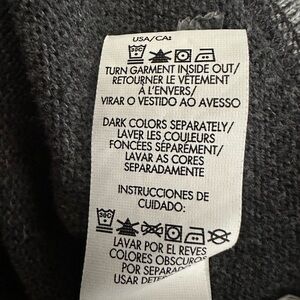 USA/CA:
TURN GARMENT INSIDE OUT/
RETOURNER LE VÊTEMENT
À L'ENVERS/
VIRAR O VESTIDO AO AVESSO
DARK COLORS SEPARATELY/
LAVER LES COULEURS
FONCÉES SÉPARÉMENT/
LAVAR AS CORES
SEPARADAMENTE
INSTRUCCIONES DE
CUIDADO:
LAVAR POR EL REVES
COLORES OBSCUROS
POR SEPARADO
USAR